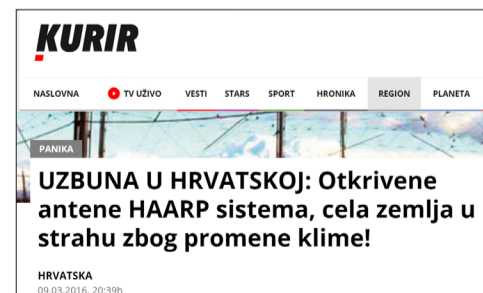 KURIR
NASLOVNA TV UŽIVO VESTI STARS SPORT HRONIKA REGION PLANETA
PANIKA
UZBUNA U HRVATSKOJ: Otkrivene
antene HAARP sistema, cela zemlja u
strahu zbog promene klime!
HRVATSKA
09.03.2016. 20:39h